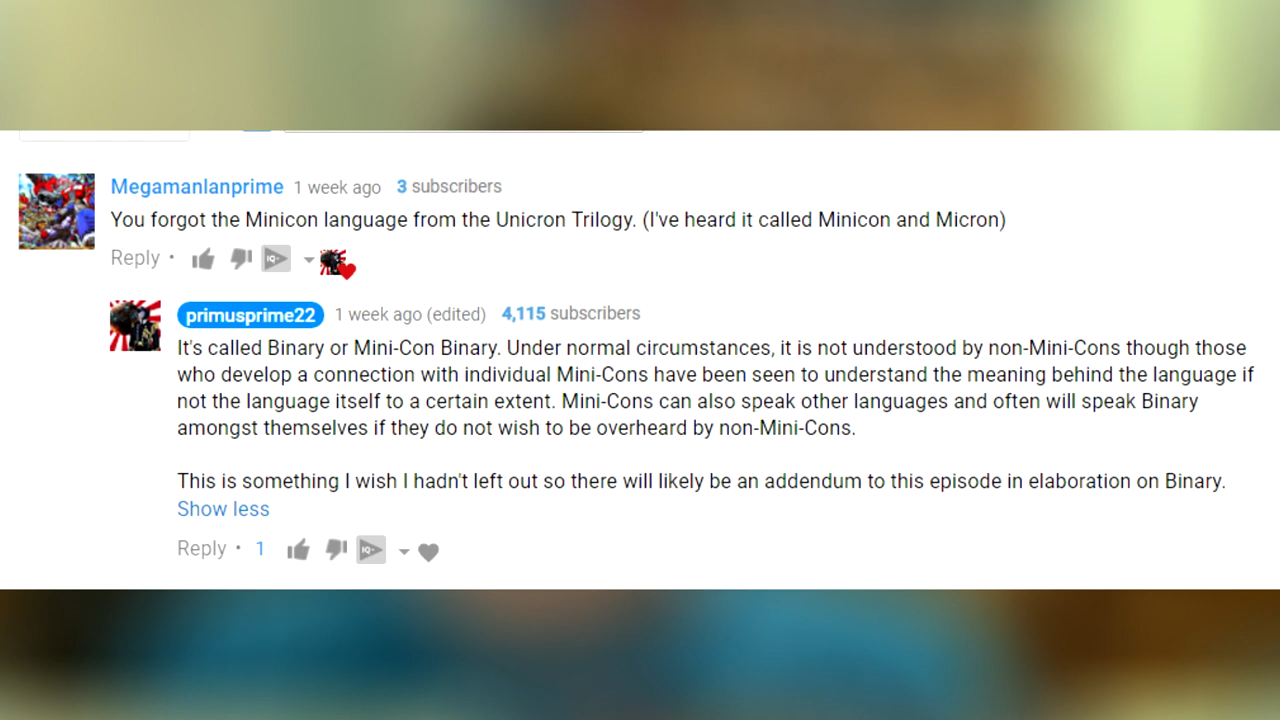 Megamanlanprime 1 week ago 3 subscribers
You forgot the Minicon language from the Unicron Trilogy. (I've heard it called Minicon and Micron)
Reply •
IQ+
primusprime22 1 week ago (edited) 4,115 subscribers
It's called Binary or Mini-Con Binary. Under normal circumstances, it is not understood by non-Mini-Cons though those
who develop a connection with individual Mini-Cons have been seen to understand the meaning behind the language if
not the language itself to a certain extent. Mini-Cons can also speak other languages and often will speak Binary
amongst themselves if they do not wish to be overheard by non-Mini-Cons.
This is something I wish I hadn't left out so there will likely be an addendum to this episode in elaboration on Binary.
Show less
Reply • 1
IQ+